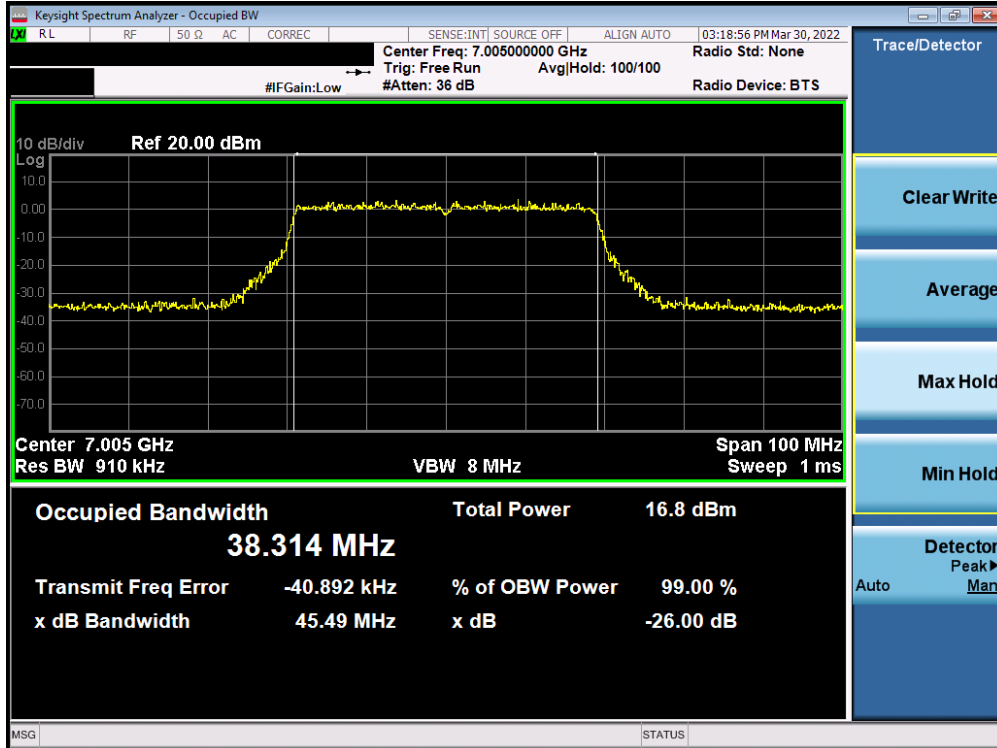 Keysight Spectrum Analyzer - Occupied BW
LXI RL RF 50 Ω AC CORREC SENSE:INT SOURCE OFF ALIGN AUTO 03:18:56 PM Mar 30, 2022
Center Freq: 7.005000000 GHz Radio Std: None
Trig: Free Run Avg|Hold: 100/100
#IFGain:Low #Atten: 36 dB Radio Device: BTS
Trace/Detector
10 dB/div Ref 20.00 dBm
Log
10.0
0.00
-10.0
-20.0
-30.0
-40.0
-50.0
-60.0
-70.0
Center 7.005 GHz Span 100 MHz
Res BW 910 kHz VBW 8 MHz Sweep 1 ms
Occupied Bandwidth Total Power 16.8 dBm
38.314 MHz
Transmit Freq Error -40.892 kHz % of OBW Power 99.00 %
x dB Bandwidth 45.49 MHz x dB -26.00 dB
Clear Write
Average
Max Hold
Min Hold
Detector
Peak
Auto Man
MSG STATUS